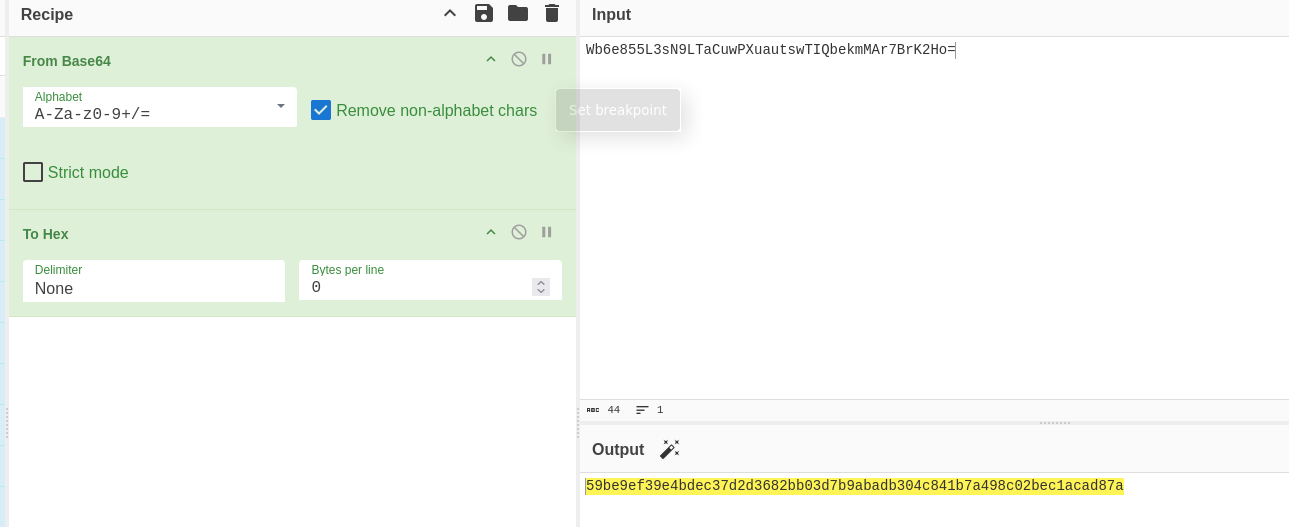 Recipe
From Base64
Alphabet
A-Za-z0-9+/=
Remove non-alphabet chars
Strict mode
To Hex
Delimiter
None
Bytes per line
0
Set breakpoint
Input
Wb6e855L3sN9LTaCuwPXuautswTIQbekmMAr7BrK2Ho=
ABC 44 1
Output
59be9ef39e4bdec37d2d3682bb03d7b9abadb304c841b7a498c02bec1acad87a